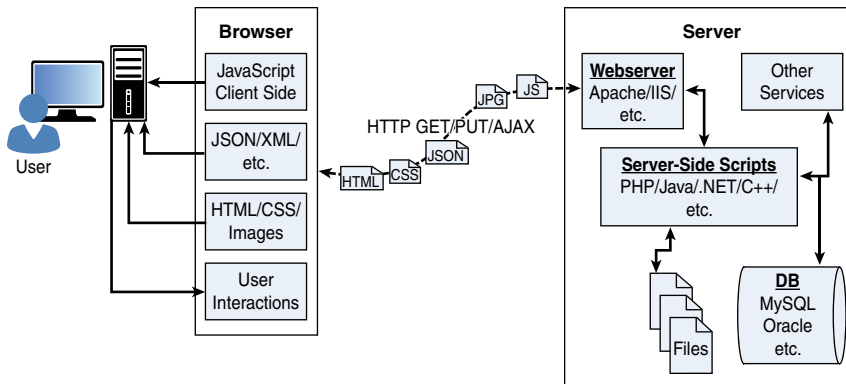 User
Browser
JavaScript
Client Side
JSON/XML/
etc.
HTML/CSS/
Images
User
Interactions
HTTP GET/PUT/AJAX
HTML
CSS
JSON
JPG
JS
Server
Webserver
Apache/IIS/
etc.
Other
Services
Server-Side Scripts
PHP/Java/.NET/C++/
etc.
Files
DB
MySQL
Oracle
etc.